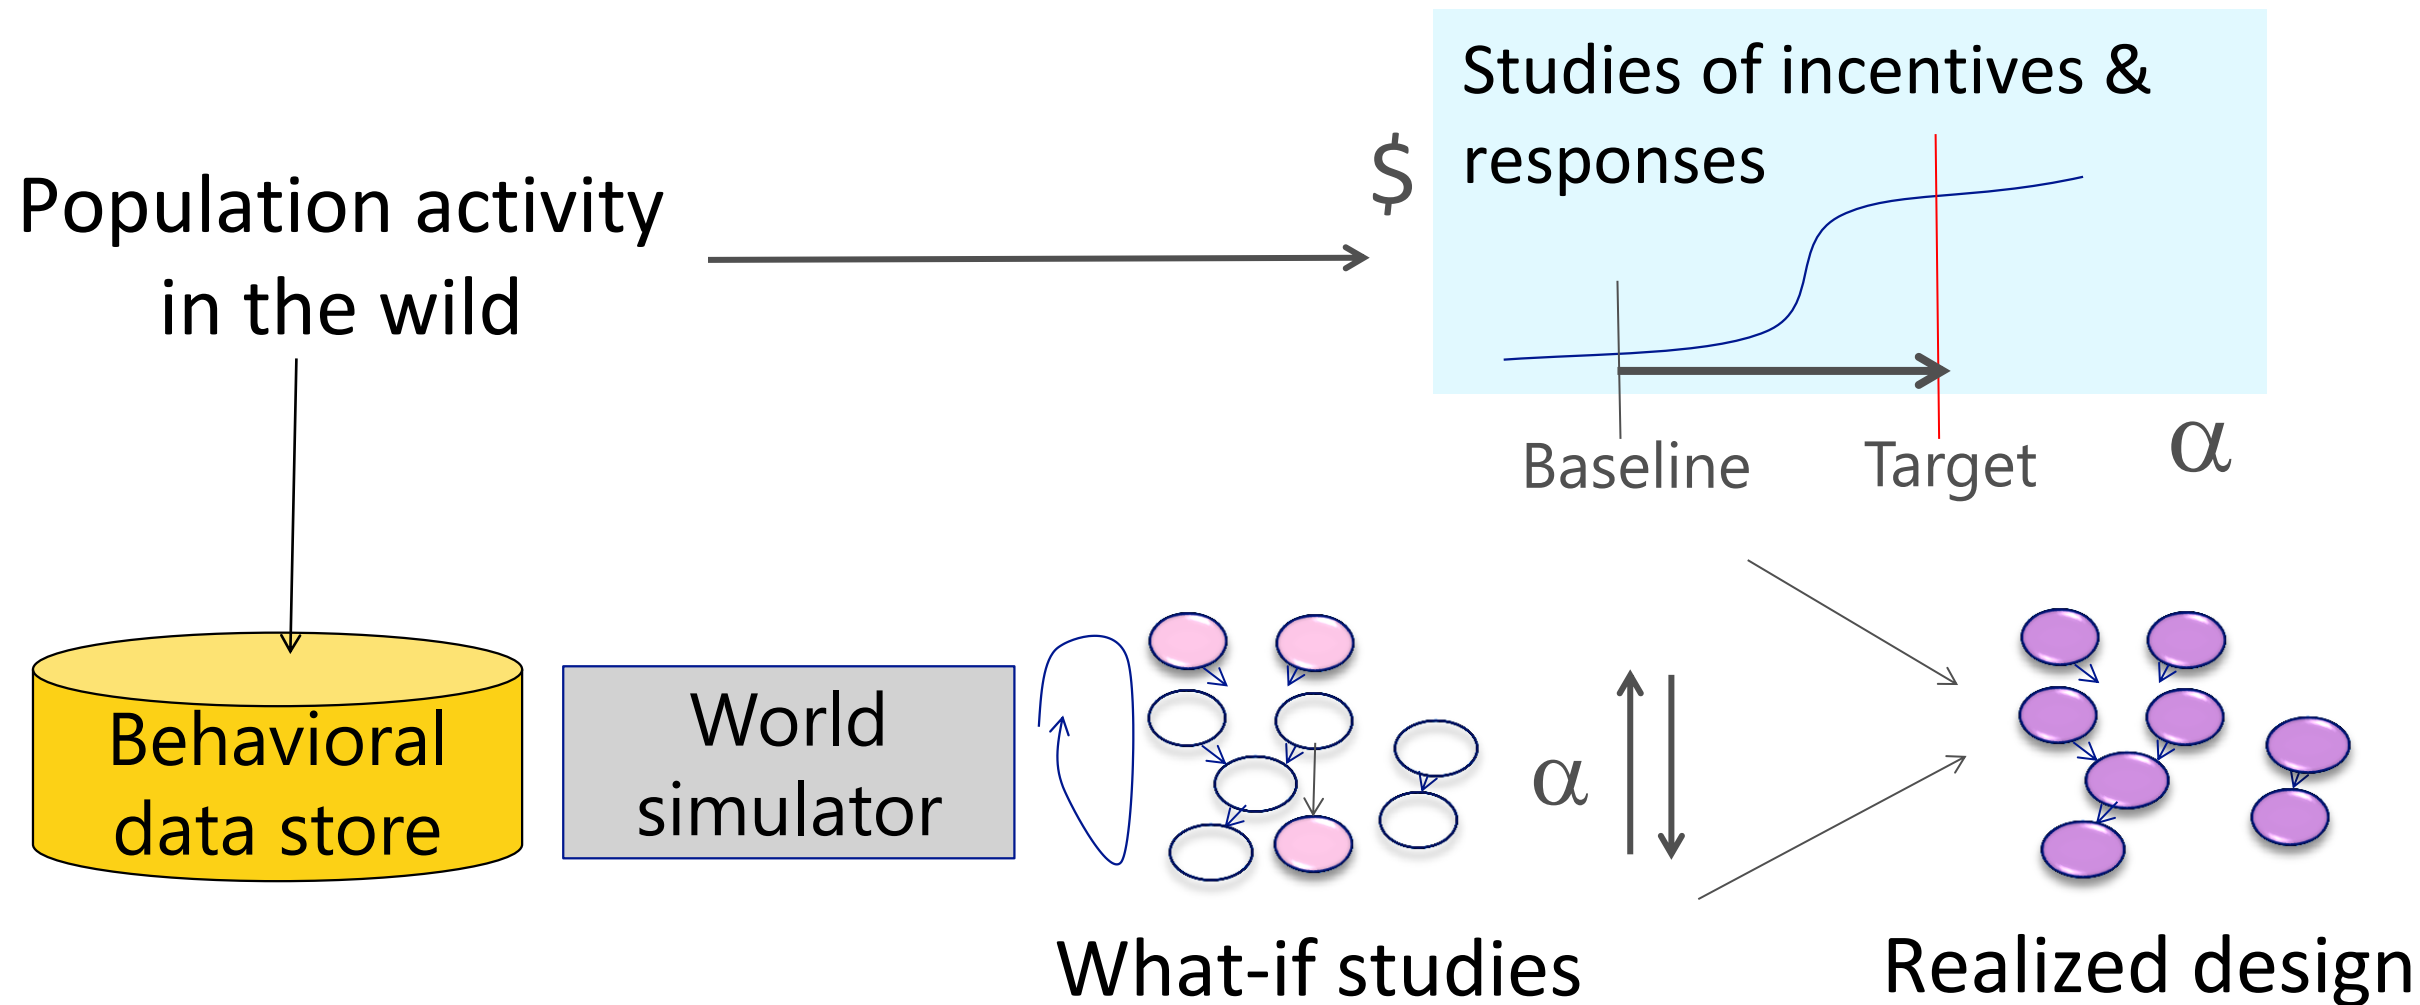 Studies of incentives &
responses
$
Population activity
in the wild
Baseline
Target
α
Behavioral
data store
World
simulator
α
What-if studies
Realized design